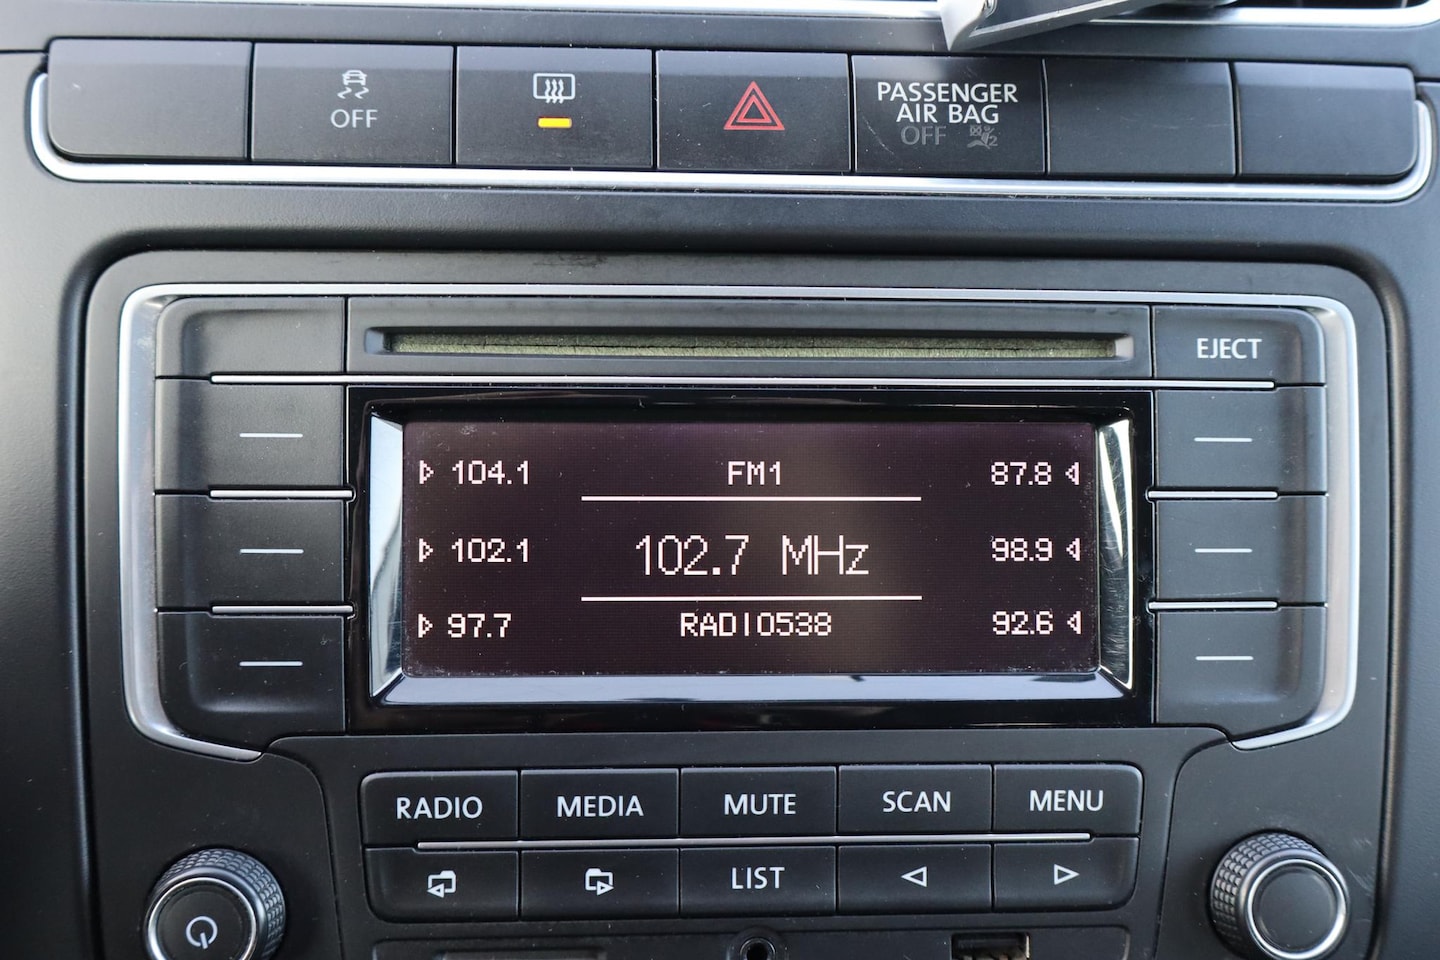 OFF
PASSENGER
AIR BAG
OFF
EJECT
104.1 FM1 87.8
102.1 102.7 MHz 98.9
97.7 RADIO538 92.6
RADIO MEDIA MUTE SCAN MENU
LIST